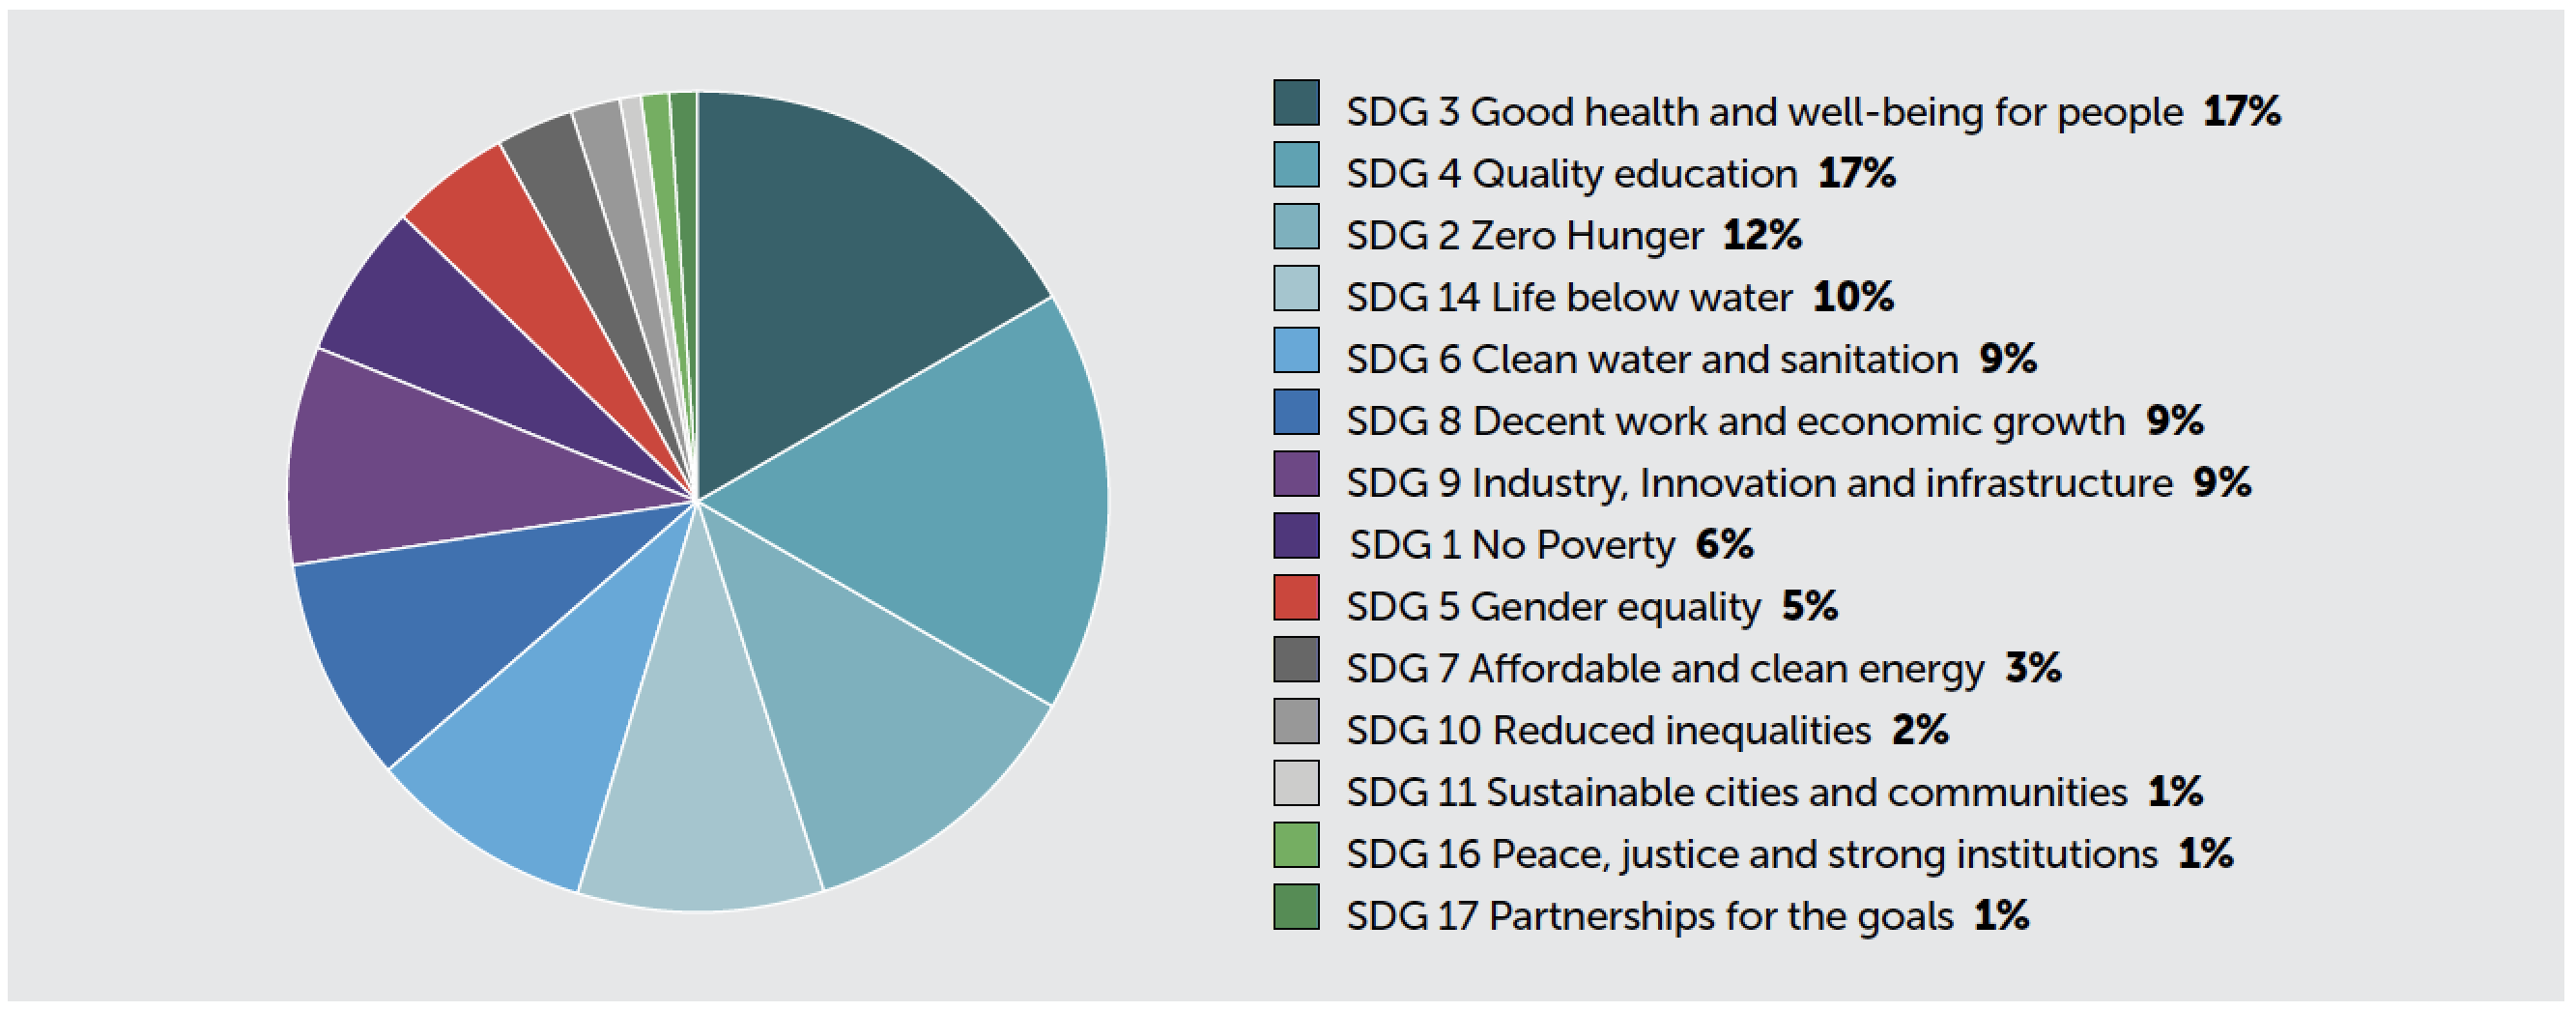 SDG 3 Good health and well-being for people 17%
SDG 4 Quality education 17%
SDG 2 Zero Hunger 12%
SDG 14 Life below water 10%
SDG 6 Clean water and sanitation 9%
SDG 8 Decent work and economic growth 9%
SDG 9 Industry, Innovation and infrastructure 9%
SDG 1 No Poverty 6%
SDG 5 Gender equality 5%
SDG 7 Affordable and clean energy 3%
SDG 10 Reduced inequalities 2%
SDG 11 Sustainable cities and communities 1%
SDG 16 Peace, justice and strong institutions 1%
SDG 17 Partnerships for the goals 1%